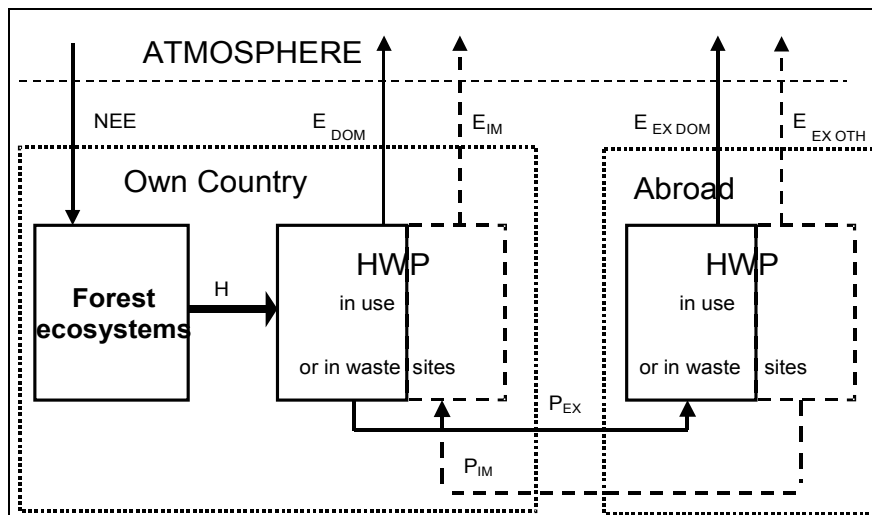 ATMOSPHERE
NEE
E DOM
E IM
E EX DOM
E EX OTH
Own Country
Abroad
Forest
ecosystems
H
HWP
in use
or in waste sites
HWP
in use
or in waste sites
P EX
P IM